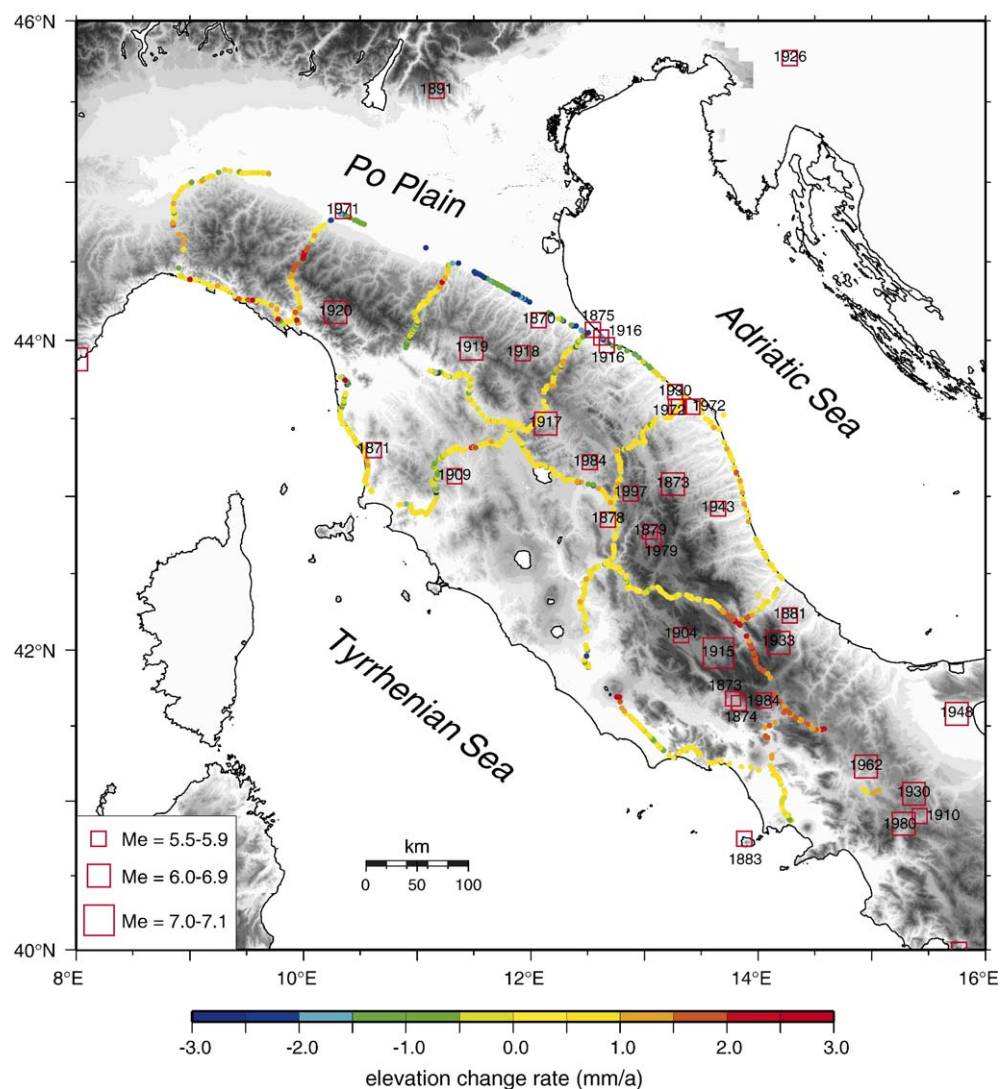 46°N
1926
1891
Po Plain
1971
1920
1875
1870
1916
1916
44°N
1919
1918
Adriatic Sea
1930
1972
1972
1917
1871
1984
1909
1873
1997
1943
1878
1879
1979
1881
1904
1933
42°N
1915
Tyrrhenian Sea
1873
1984
1874
1948
1962
1930
1910
1980
1883
Me = 5.5-5.9
Me = 6.0-6.9
Me = 7.0-7.1
km
0 50 100
40°N
8°E 10°E 12°E 14°E 16°E
-3.0 -2.0 -1.0 0.0 1.0 2.0 3.0
elevation change rate (mm/a)